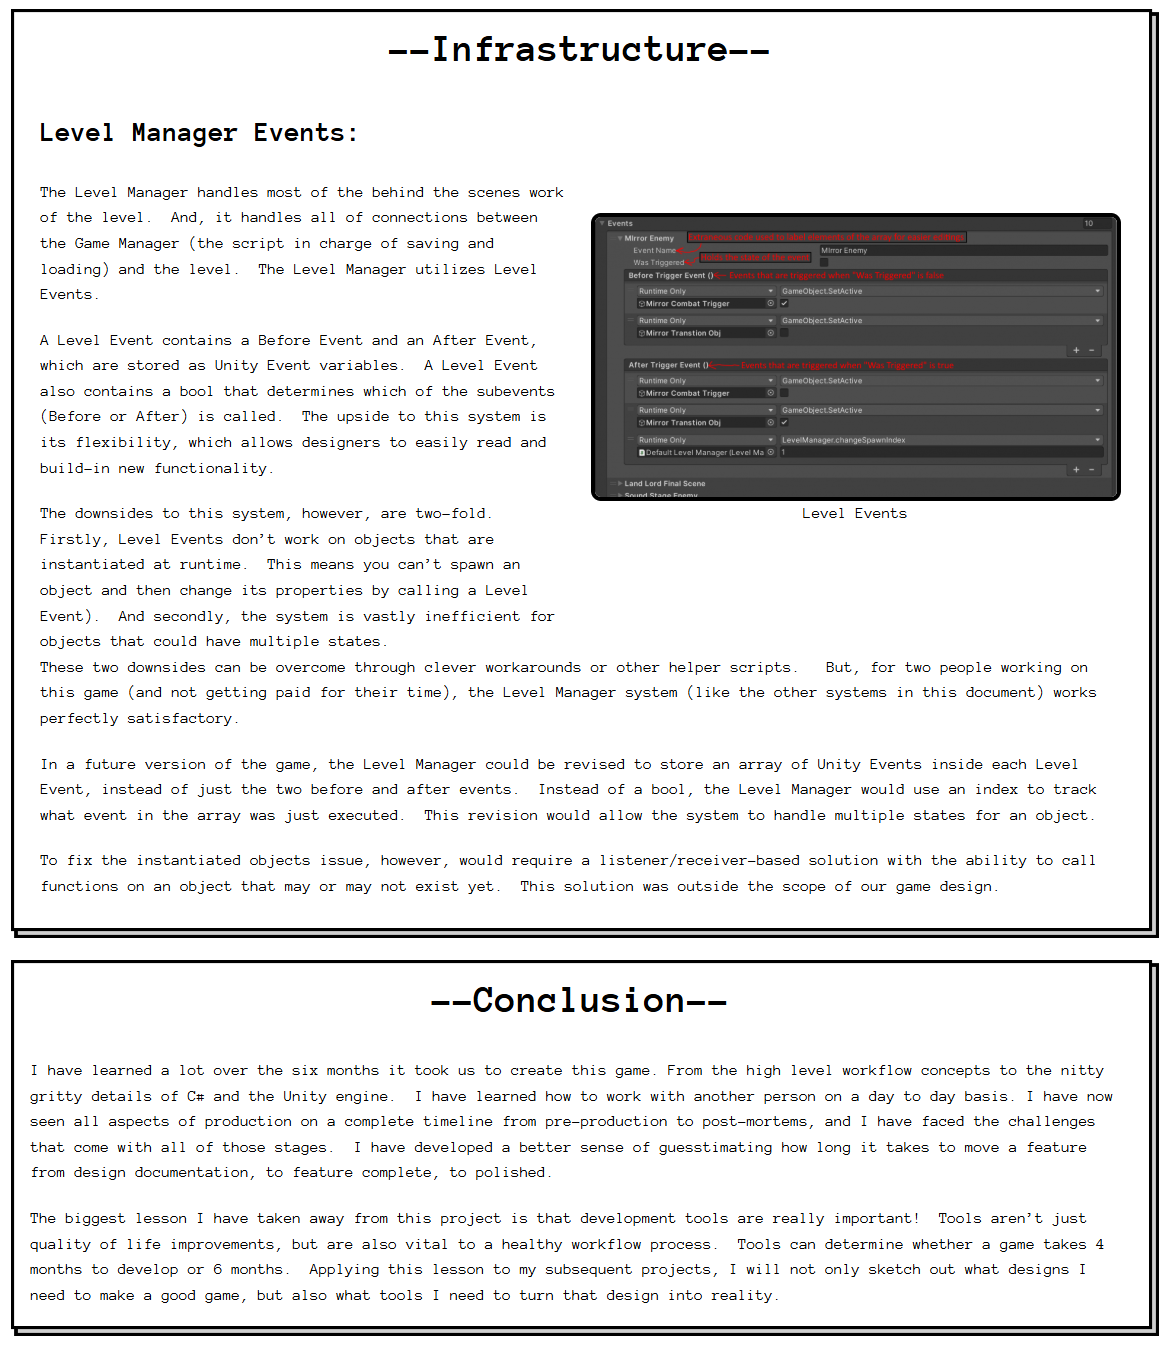 --Infrastructure--
Level Manager Events:
The Level Manager handles most of the behind the scenes work
of the level.  And, it handles all of connections between
the Game Manager (the script in charge of saving and
loading) and the level.  The Level Manager utilizes Level
Events.
A Level Event contains a Before Event and an After Event,
which are stored as Unity Event variables.  A Level Event
also contains a bool that determines which of the subevents
(Before or After) is called.  The upside to this system is
its flexibility, which allows designers to easily read and
build-in new functionality.
The downsides to this system, however, are two-fold.
Firstly, Level Events don't work on objects that are
instantiated at runtime.  This means you can't spawn an
object and then change its properties by calling a Level
Event).  And secondly, the system is vastly inefficient for
objects that could have multiple states.
Events 10
Mirror Enemy
Event Name Mirror Enemy
Was Triggered
Before Trigger Event () Events that are triggered when "Was Triggered" is false
Runtime Only GameObject.SetActive
Mirror Combat Trigger
Runtime Only GameObject.SetActive
Mirror Transtion Obj
+ -
After Trigger Event () Events that are triggered when "Was Triggered" is true
Runtime Only GameObject.SetActive
Mirror Combat Trigger
Runtime Only GameObject.SetActive
Mirror Transtion Obj
Runtime Only LevelManager.changeSpawnIndex
Default Level Manager (Level Ma 1
+ -
Land Lord Final Scene
Sound Stage Enemy
Level Events
These two downsides can be overcome through clever workarounds or other helper scripts.   But, for two people working on
this game (and not getting paid for their time), the Level Manager system (like the other systems in this document) works
perfectly satisfactory.
In a future version of the game, the Level Manager could be revised to store an array of Unity Events inside each Level
Event, instead of just the two before and after events.  Instead of a bool, the Level Manager would use an index to track
what event in the array was just executed.  This revision would allow the system to handle multiple states for an object.
To fix the instantiated objects issue, however, would require a listener/receiver-based solution with the ability to call
functions on an object that may or may not exist yet.  This solution was outside the scope of our game design.
--Conclusion--
I have learned a lot over the six months it took us to create this game. From the high level workflow concepts to the nitty
gritty details of C# and the Unity engine.  I have learned how to work with another person on a day to day basis. I have now
seen all aspects of production on a complete timeline from pre-production to post-mortems, and I have faced the challenges
that come with all of those stages.  I have developed a better sense of guesstimating how long it takes to move a feature
from design documentation, to feature complete, to polished.
The biggest lesson I have taken away from this project is that development tools are really important!  Tools aren't just
quality of life improvements, but are also vital to a healthy workflow process.  Tools can determine whether a game takes 4
months to develop or 6 months.  Applying this lesson to my subsequent projects, I will not only sketch out what designs I
need to make a good game, but also what tools I need to turn that design into reality.